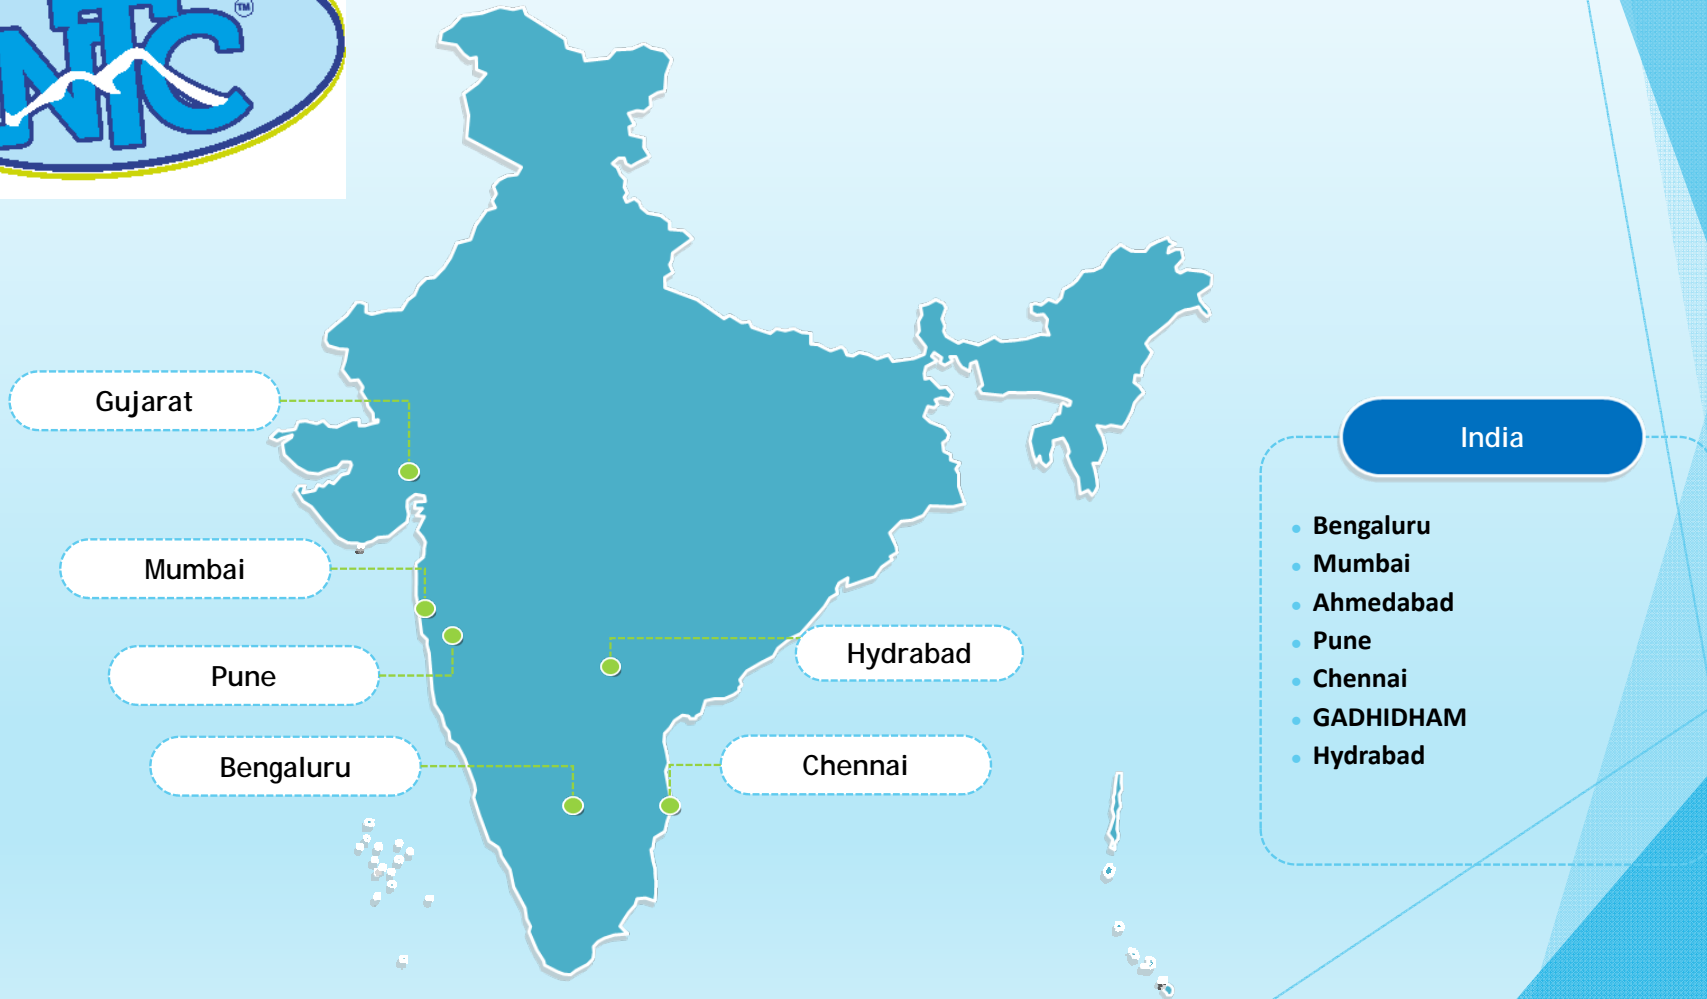 NTC
TM
Gujarat
Mumbai
Pune
Bengaluru
Hydrabad
Chennai
India
Bengaluru
Mumbai
Ahmedabad
Pune
Chennai
GADHIDHAM
Hydrabad